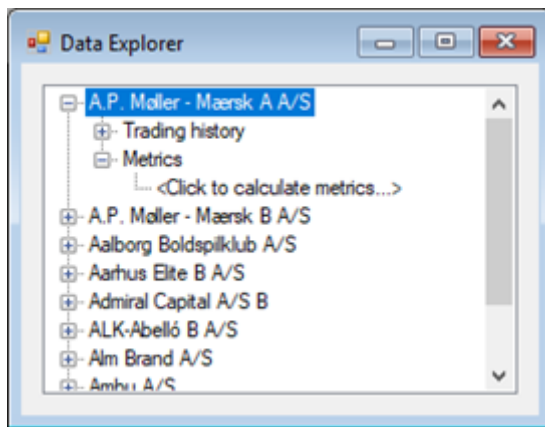 Data Explorer
A.P. Møller - Mærsk A A/S
Trading history
Metrics
<Click to calculate metrics...>
A.P. Møller - Mærsk B A/S
Aalborg Boldspilklub A/S
Aarhus Elite B A/S
Admiral Capital A/S B
ALK-Abelló B A/S
Alm Brand A/S
Ambu A/S